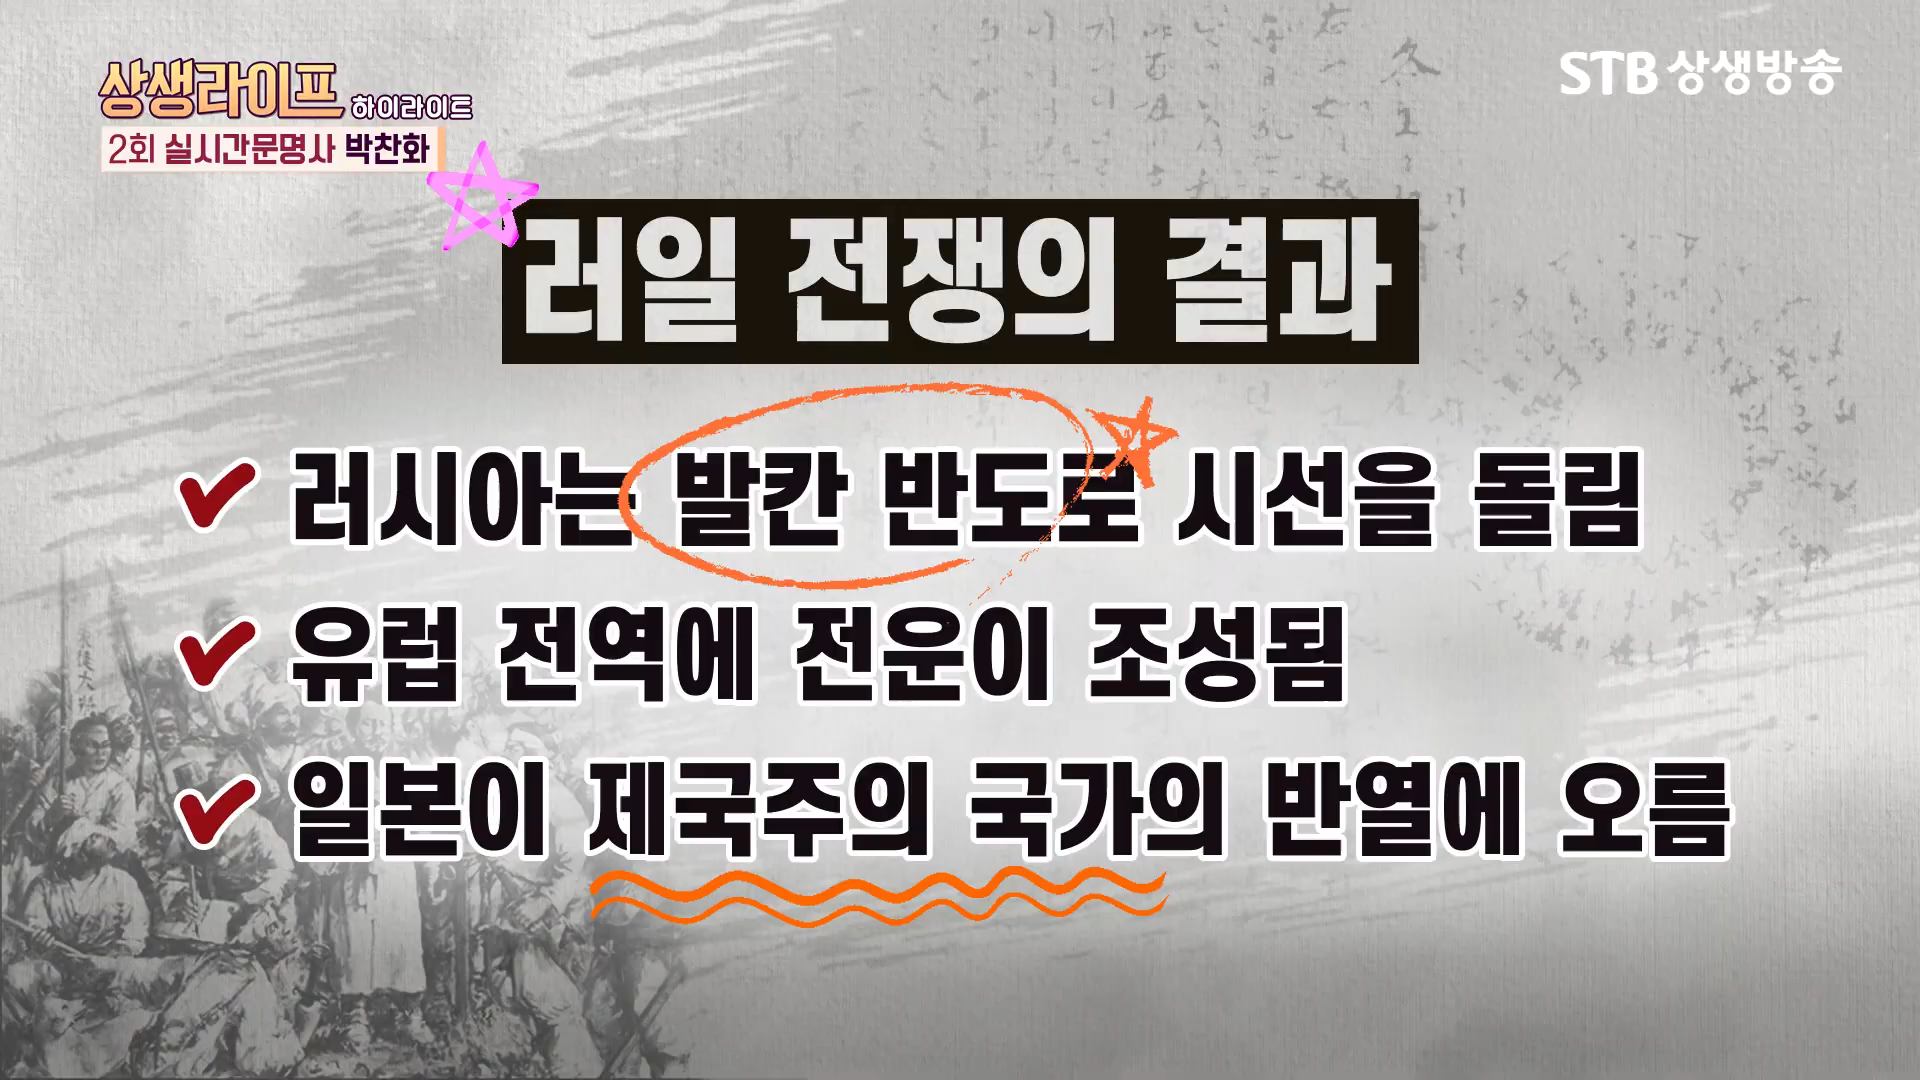 상생라이프 하이라이트
STB 상생방송
2회 실시간문명사 박찬화
러일 전쟁의 결과
러시아는 발칸 반도로 시선을 돌림
유럽 전역에 전운이 조성됨
일본이 제국주의 국가의 반열에 오름